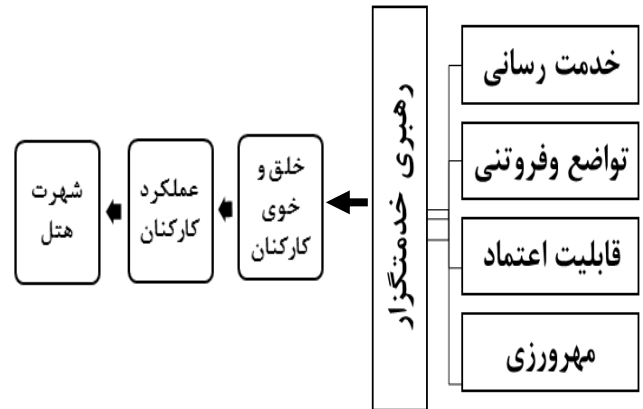 خدمت رسانی
تواضع وفروتنی
قابلیت اعتماد
مهرورزی
رهبری خدمتگزار
خلق و
خوی
کارکنان
عملکرد
کارکنان
شهرت
هتل